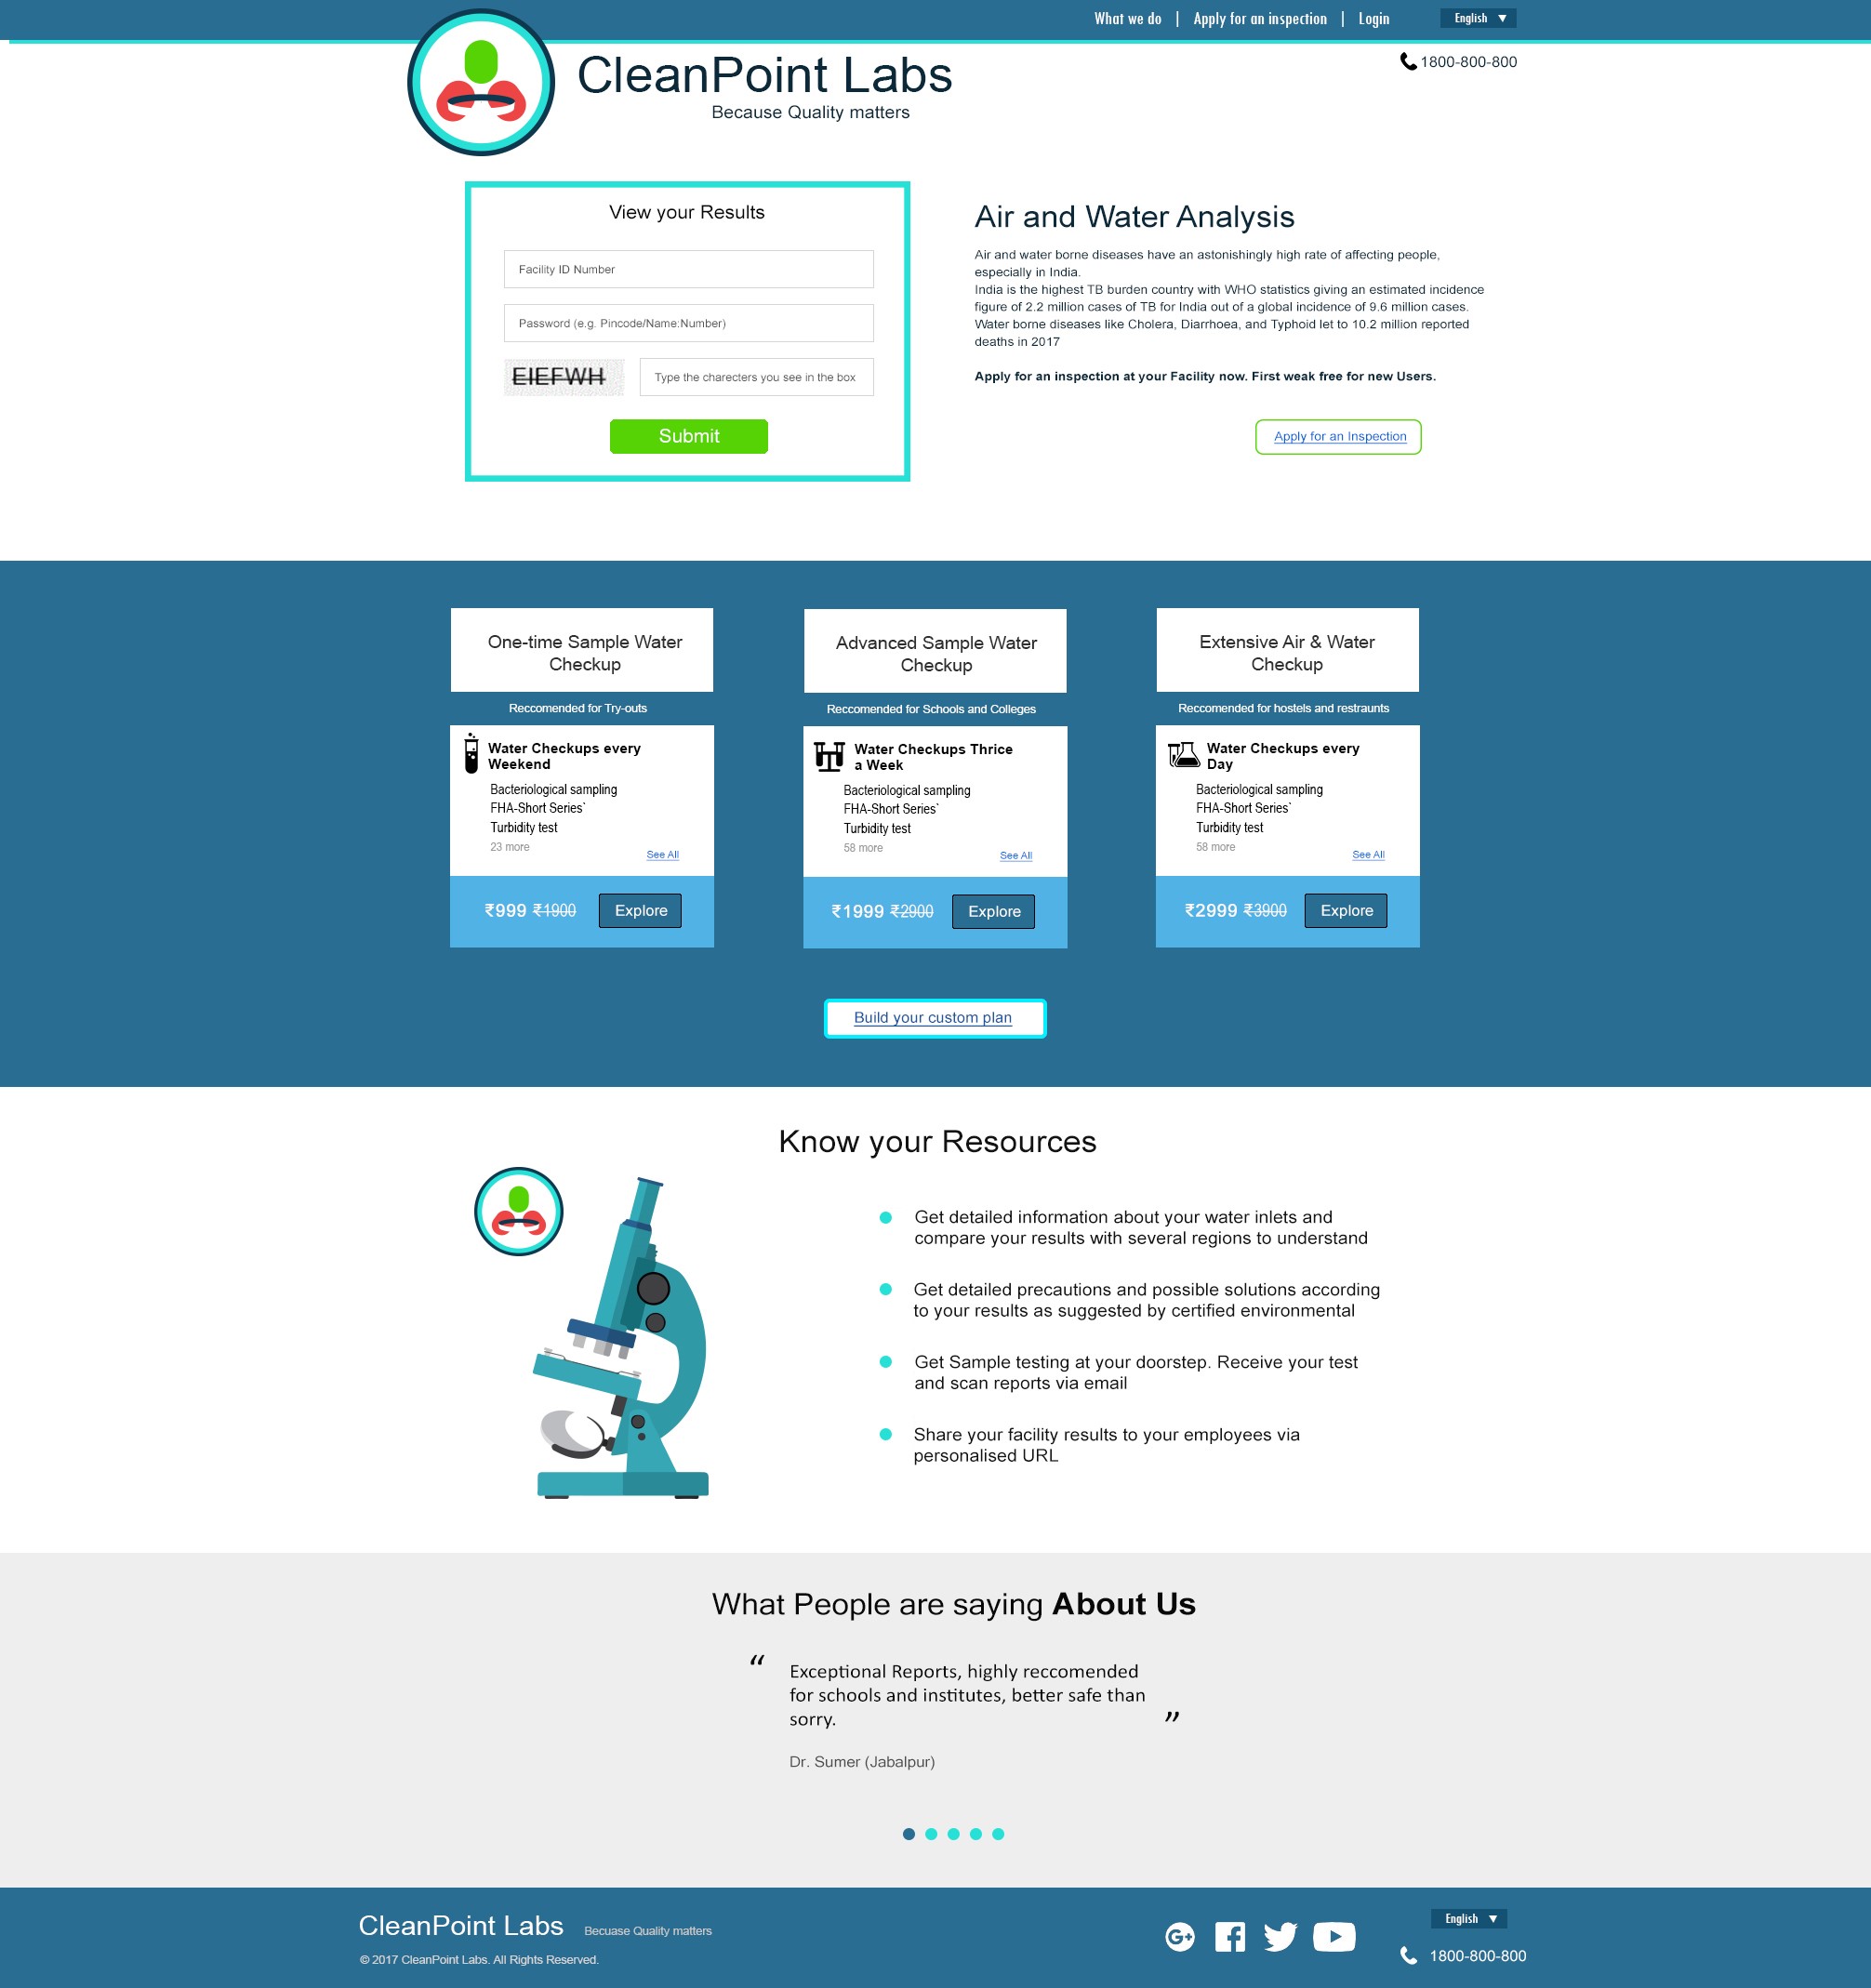 What we do | Apply for an inspection | Login
English
1800-800-800
CleanPoint Labs
Because Quality matters
View your Results
Facility ID Number
Password (e.g. Pincode/Name:Number)
EIEFWH
Type the charecters you see in the box
Submit
Air and Water Analysis
Air and water borne diseases have an astonishingly high rate of affecting people,
especially in India.
India is the highest TB burden country with WHO statistics giving an estimated incidence
figure of 2.2 million cases of TB for India out of a global incidence of 9.6 million cases.
Water borne diseases like Cholera, Diarrhoea, and Typhoid let to 10.2 million reported
deaths in 2017
Apply for an inspection at your Facility now. First weak free for new Users.
Apply for an Inspection
One-time Sample Water
Checkup
Reccomended for Try-outs
Water Checkups every
Weekend
Bacteriological sampling
FHA-Short Series`
Turbidity test
23 more
See All
₹999 ₹1900
Explore
Advanced Sample Water
Checkup
Reccomended for Schools and Colleges
Water Checkups Thrice
a Week
Bacteriological sampling
FHA-Short Series`
Turbidity test
58 more
See All
₹1999 ₹2900
Explore
Extensive Air & Water
Checkup
Reccomended for hostels and restraunts
Water Checkups every
Day
Bacteriological sampling
FHA-Short Series`
Turbidity test
58 more
See All
₹2999 ₹3900
Explore
Build your custom plan
Know your Resources
Get detailed information about your water inlets and
compare your results with several regions to understand
Get detailed precautions and possible solutions according
to your results as suggested by certified environmental
Get Sample testing at your doorstep. Receive your test
and scan reports via email
Share your facility results to your employees via
personalised URL
What People are saying About Us
“ Exceptional Reports, highly reccomended
for schools and institutes, better safe than
sorry. ”
Dr. Sumer (Jabalpur)
CleanPoint Labs
Becuase Quality matters
© 2017 CleanPoint Labs. All Rights Reserved.
G+
English
1800-800-800